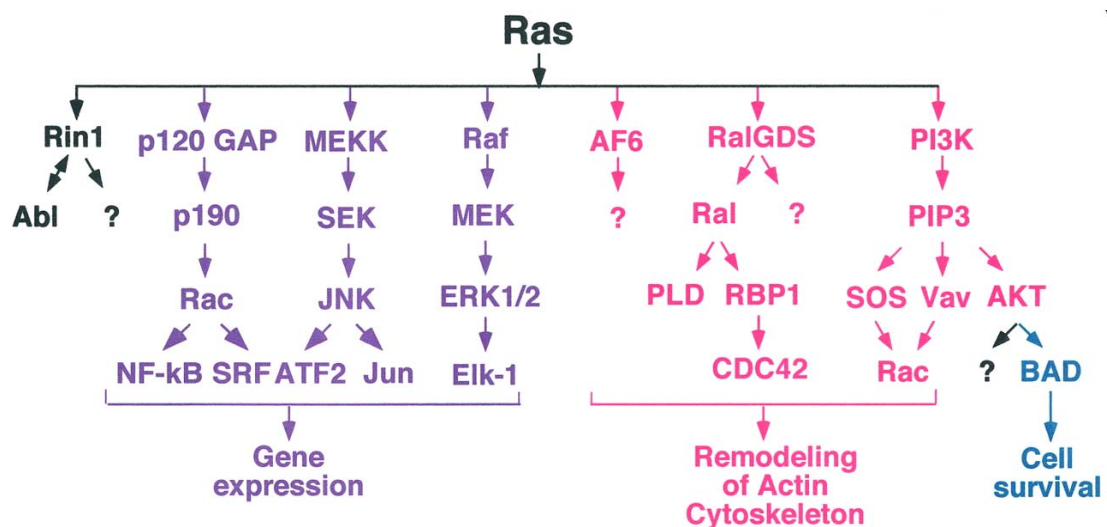 Ras
Rin1 p120 GAP MEKK Raf AF6 RalGDS PI3K
Abl ? p190 SEK MEK ? Ral ? PIP3
Rac JNK ERK1/2 PLD RBP1 SOS Vav AKT
NF-kB SRF ATF2 Jun Elk-1 CDC42 Rac ? BAD
Gene
expression
Remodeling
of Actin
Cytoskeleton
Cell
survival